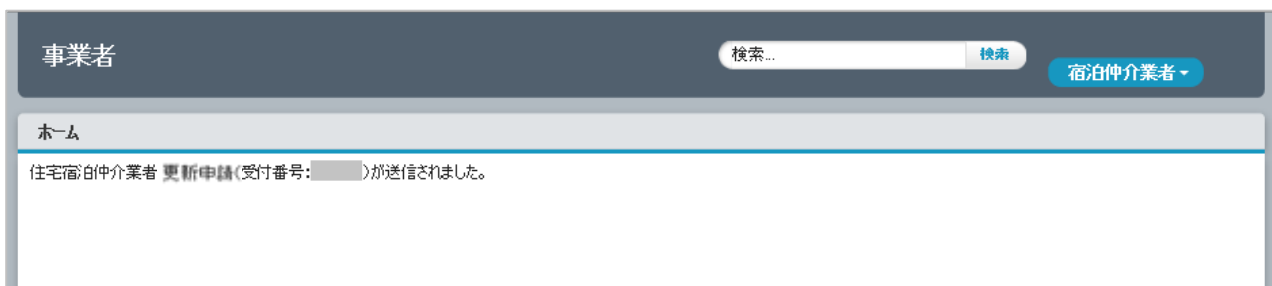 事業者
検索...
検索
宿泊仲介業者
ホーム
住宅宿泊仲介業者 更新申請(受付番号: )が送信されました。